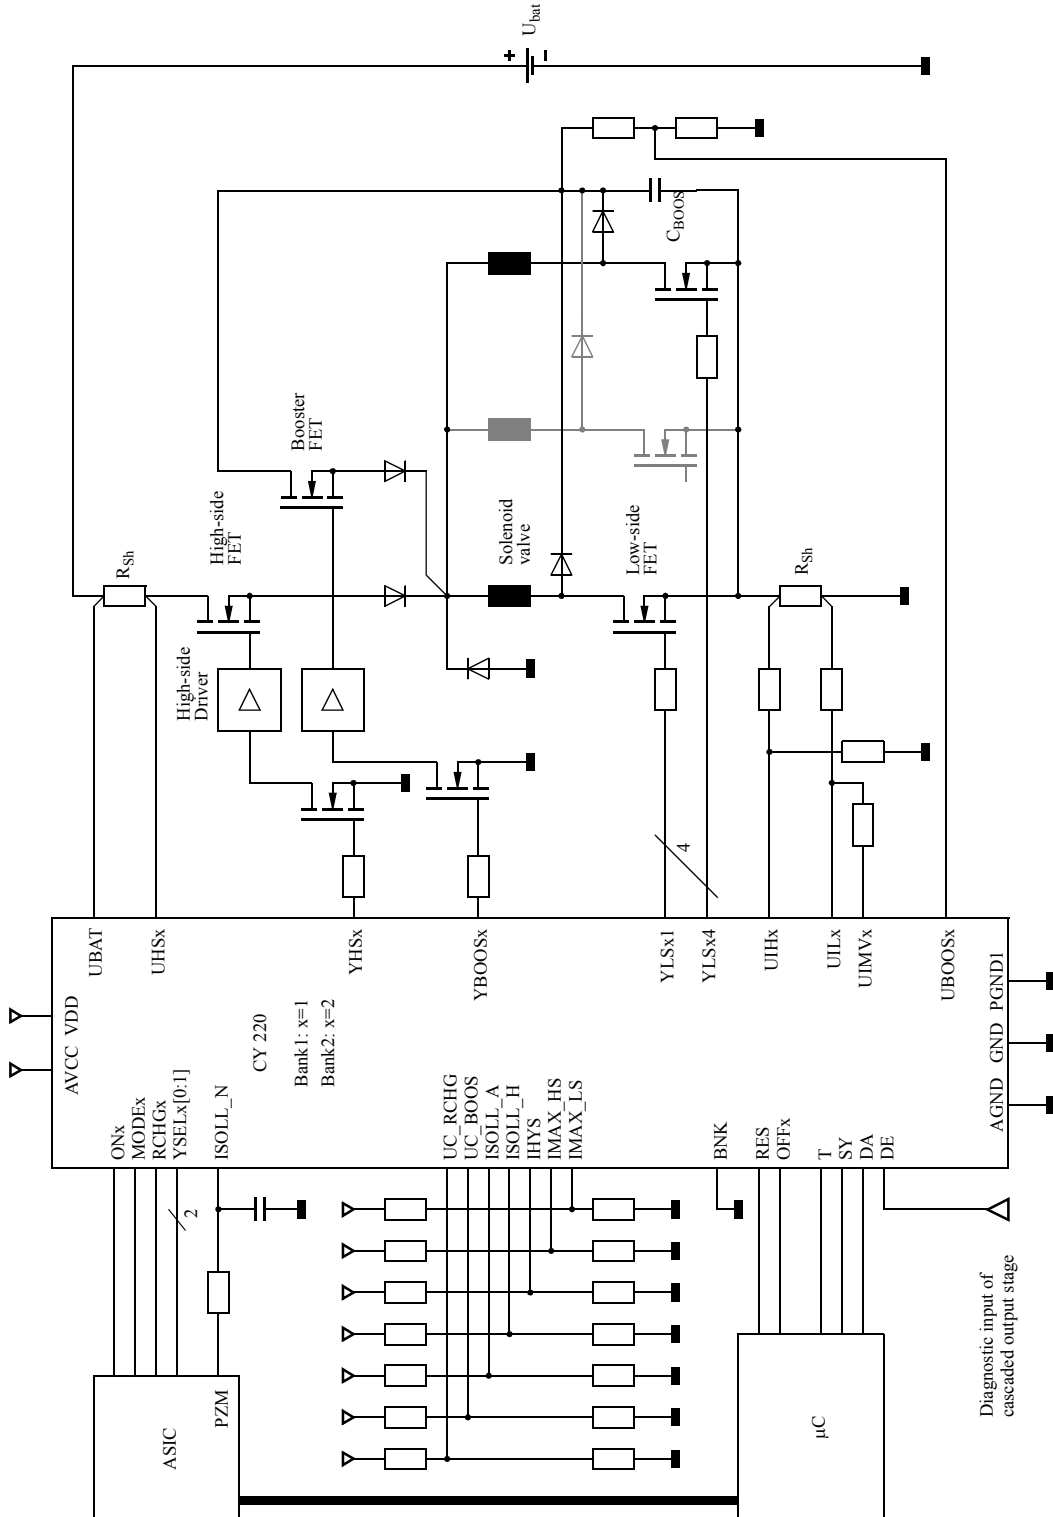 +
−
U_bat
C_BOOS
Booster
FET
High-side
FET
R_Sh
Solenoid
valve
Low-side
FET
R_Sh
High-side
Driver
4
UBAT
UHSx
YHSx
YBOOSx
YLSx1
YLSx4
UIHx
UILx
UIMVx
UBOOSx
AVCC
VDD
CY 220
Bank1: x=1
Bank2: x=2
AGND
GND
PGND1
ONx
MODEx
RCHGx
YSELx[0:1]
ISOLL_N
UC_RCHG
UC_BOOS
ISOLL_A
ISOLL_H
IHYS
IMAX_HS
IMAX_LS
BNK
RES
OFFx
T
SY
DA
DE
2
PZM
ASIC
µC
Diagnostic input of
cascaded output stage